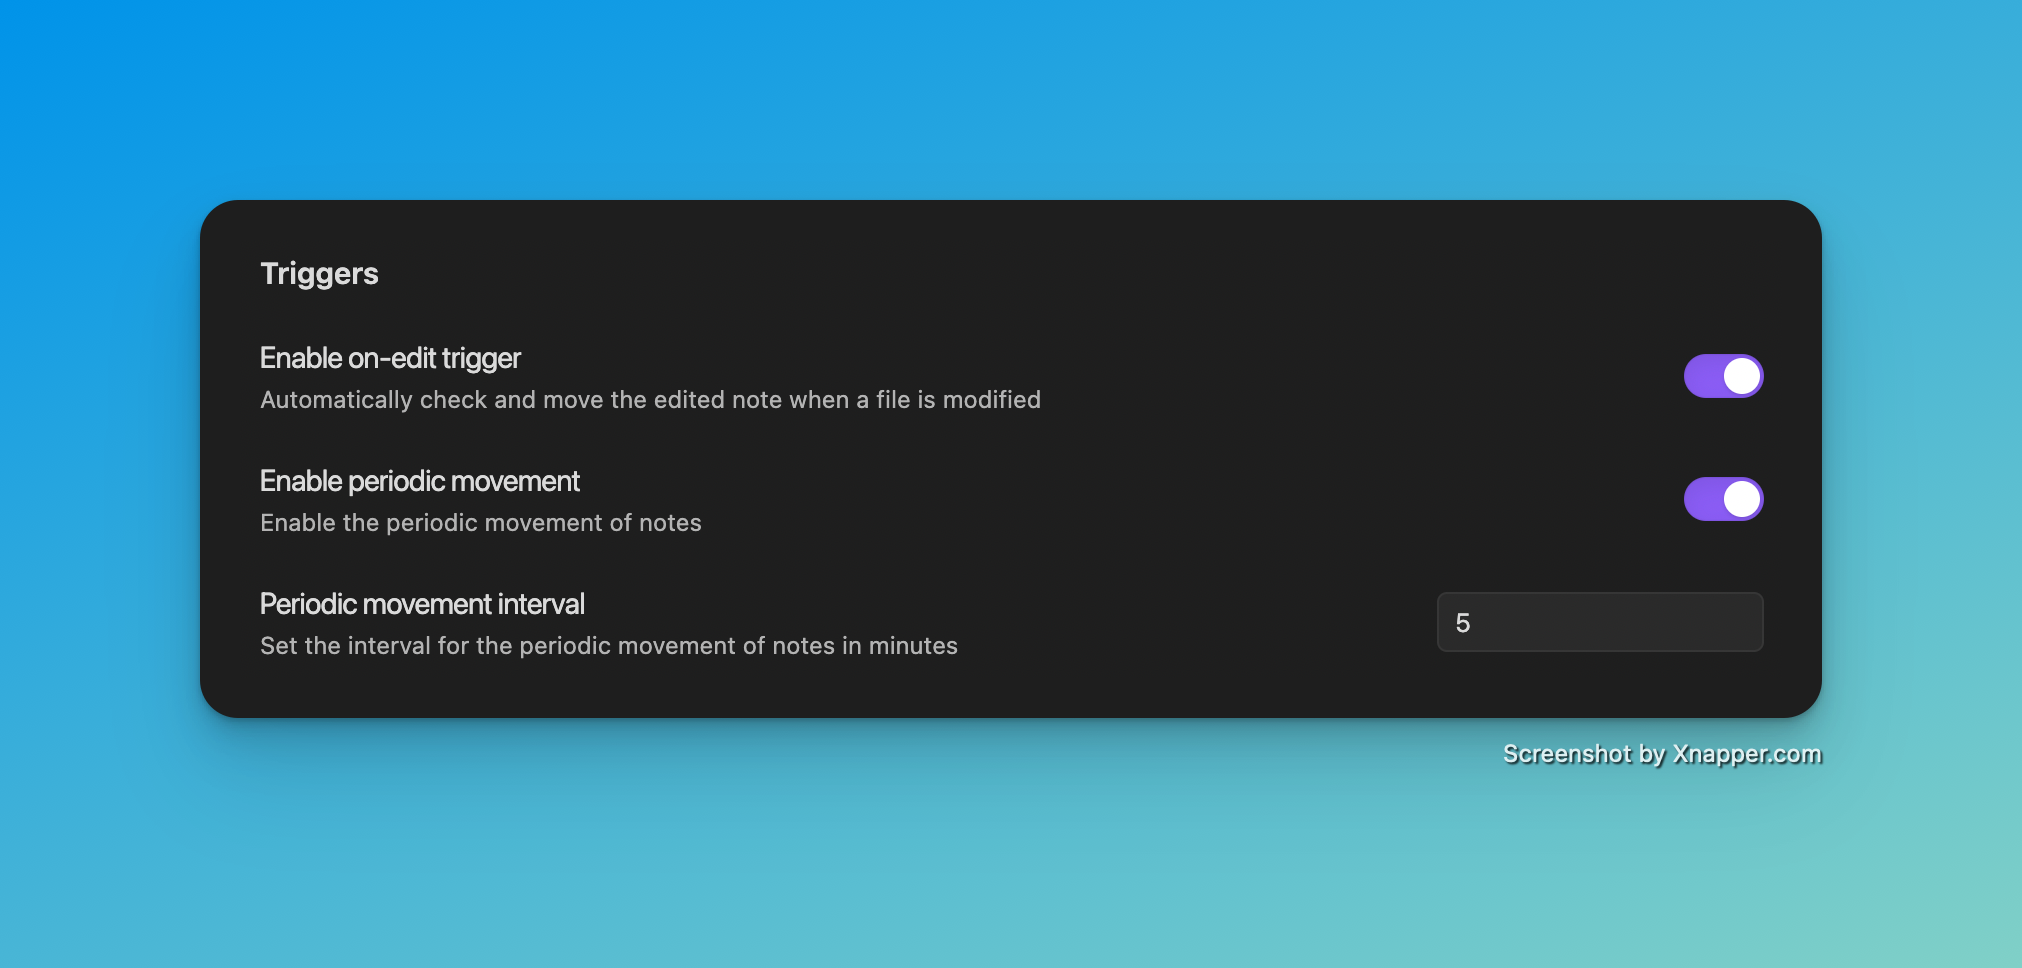 Triggers
Enable on-edit trigger
Automatically check and move the edited note when a file is modified
Enable periodic movement
Enable the periodic movement of notes
Periodic movement interval
Set the interval for the periodic movement of notes in minutes
5
Screenshot by Xnapper.com